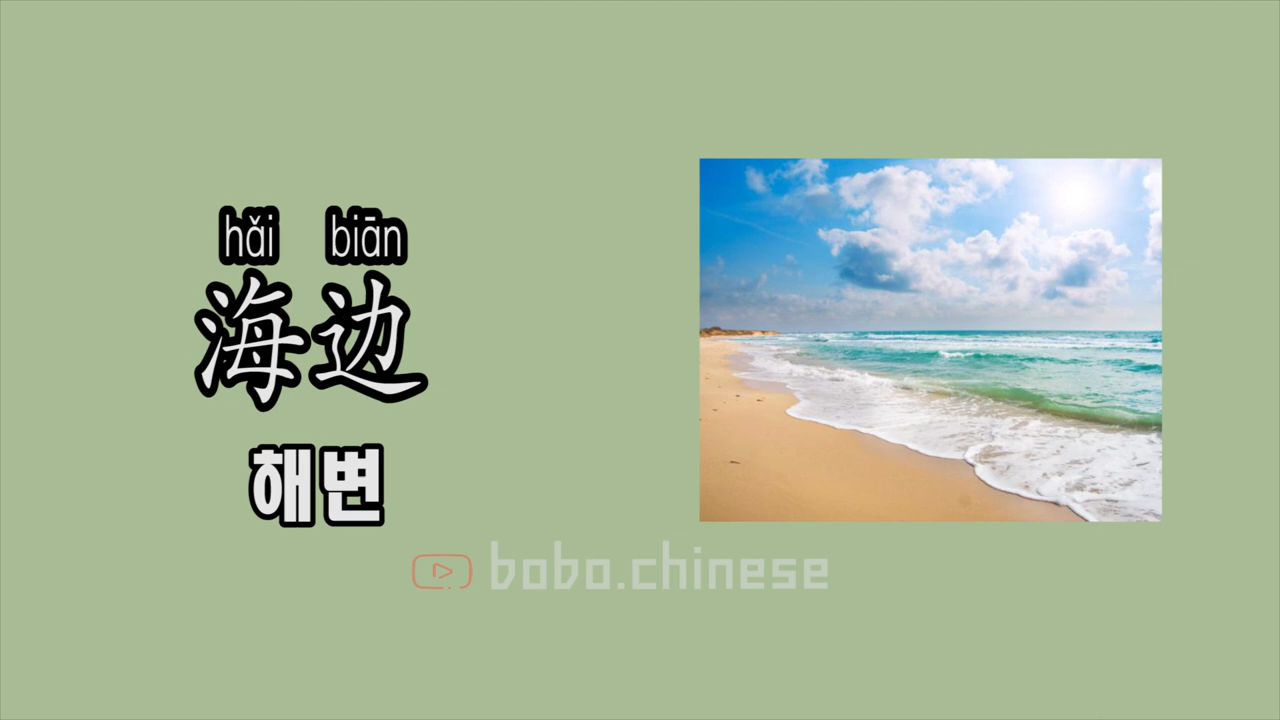 hǎi biān
海边
해변
bobo.chinese